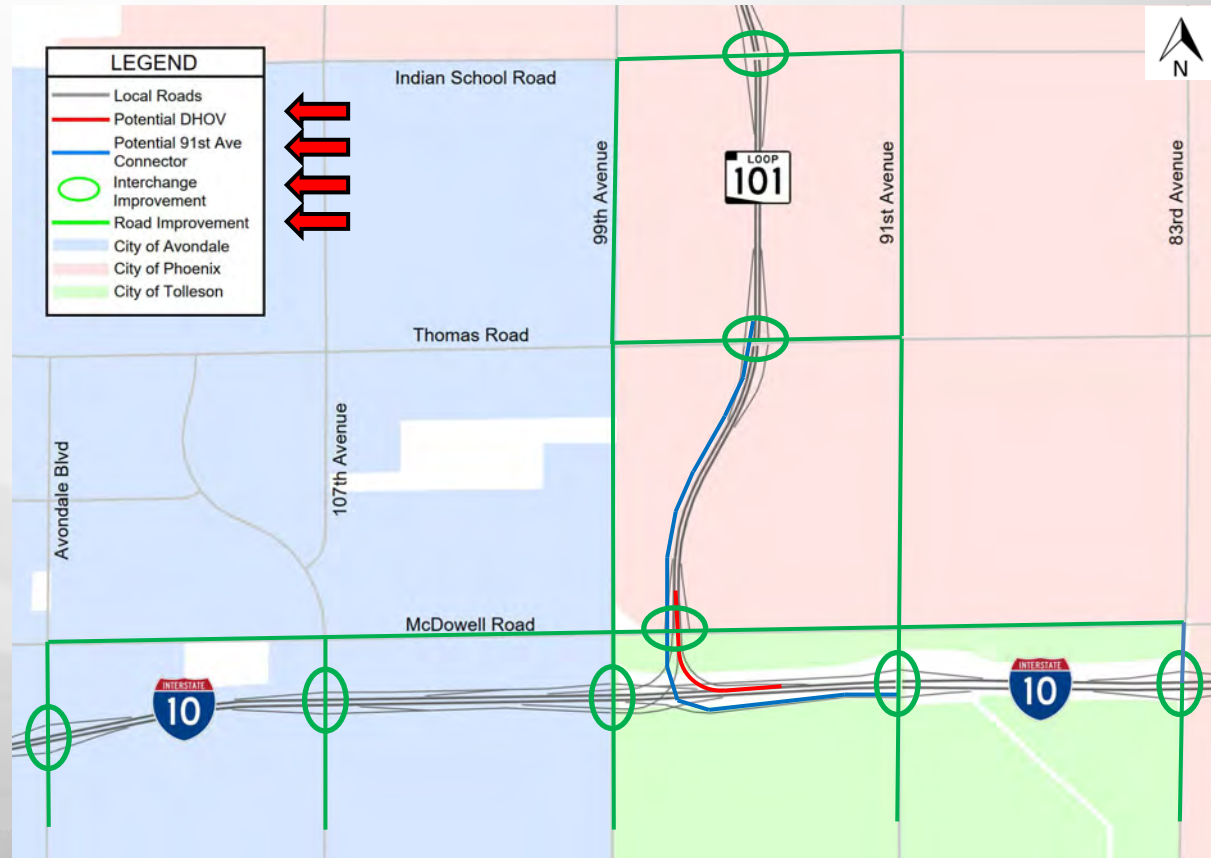 N
LEGEND
Local Roads
Potential DHOV
Potential 91st Ave
Connector
Interchange
Improvement
Road Improvement
City of Avondale
City of Phoenix
City of Tolleson
Indian School Road
99th Avenue
LOOP
101
91st Avenue
83rd Avenue
Thomas Road
Avondale Blvd
107th Avenue
McDowell Road
INTERSTATE
10
INTERSTATE
10